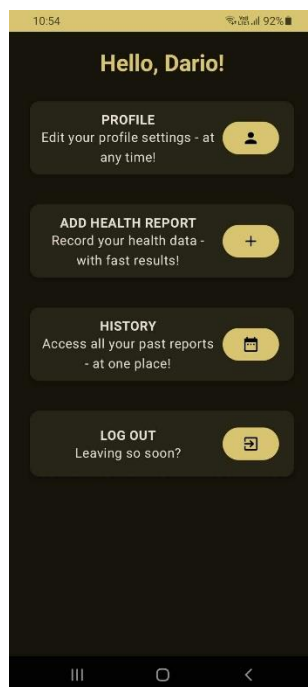 10:54
92%
Hello, Dario!
PROFILE
Edit your profile settings - at
any time!
ADD HEALTH REPORT
Record your health data -
with fast results!
HISTORY
Access all your past reports
- at one place!
LOG OUT
Leaving so soon?